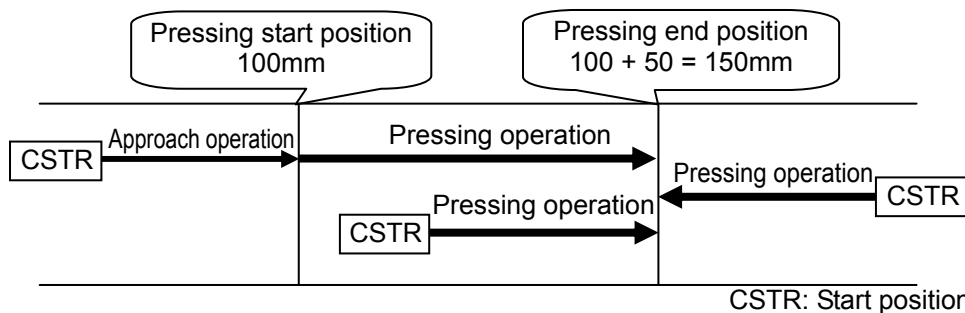 Pressing start position
100mm
Pressing end position
100 + 50 = 150mm
CSTR
Approach operation
Pressing operation
Pressing operation
CSTR
CSTR
Pressing operation
CSTR: Start position